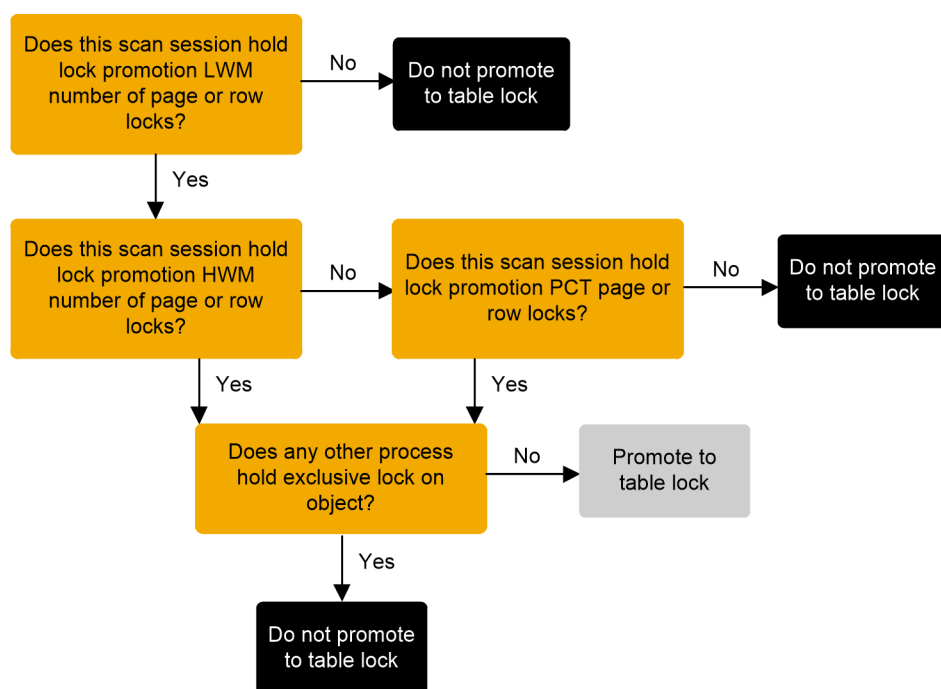 Does this scan session hold
lock promotion LWM
number of page or row
locks?
No
Do not promote
to table lock
Yes
Does this scan session hold
lock promotion HWM
number of page or row
locks?
No
Does this scan session hold
lock promotion PCT page or
row locks?
No
Do not promote
to table lock
Yes
Yes
Does any other process
hold exclusive lock on
object?
No
Promote to
table lock
Yes
Do not promote
to table lock